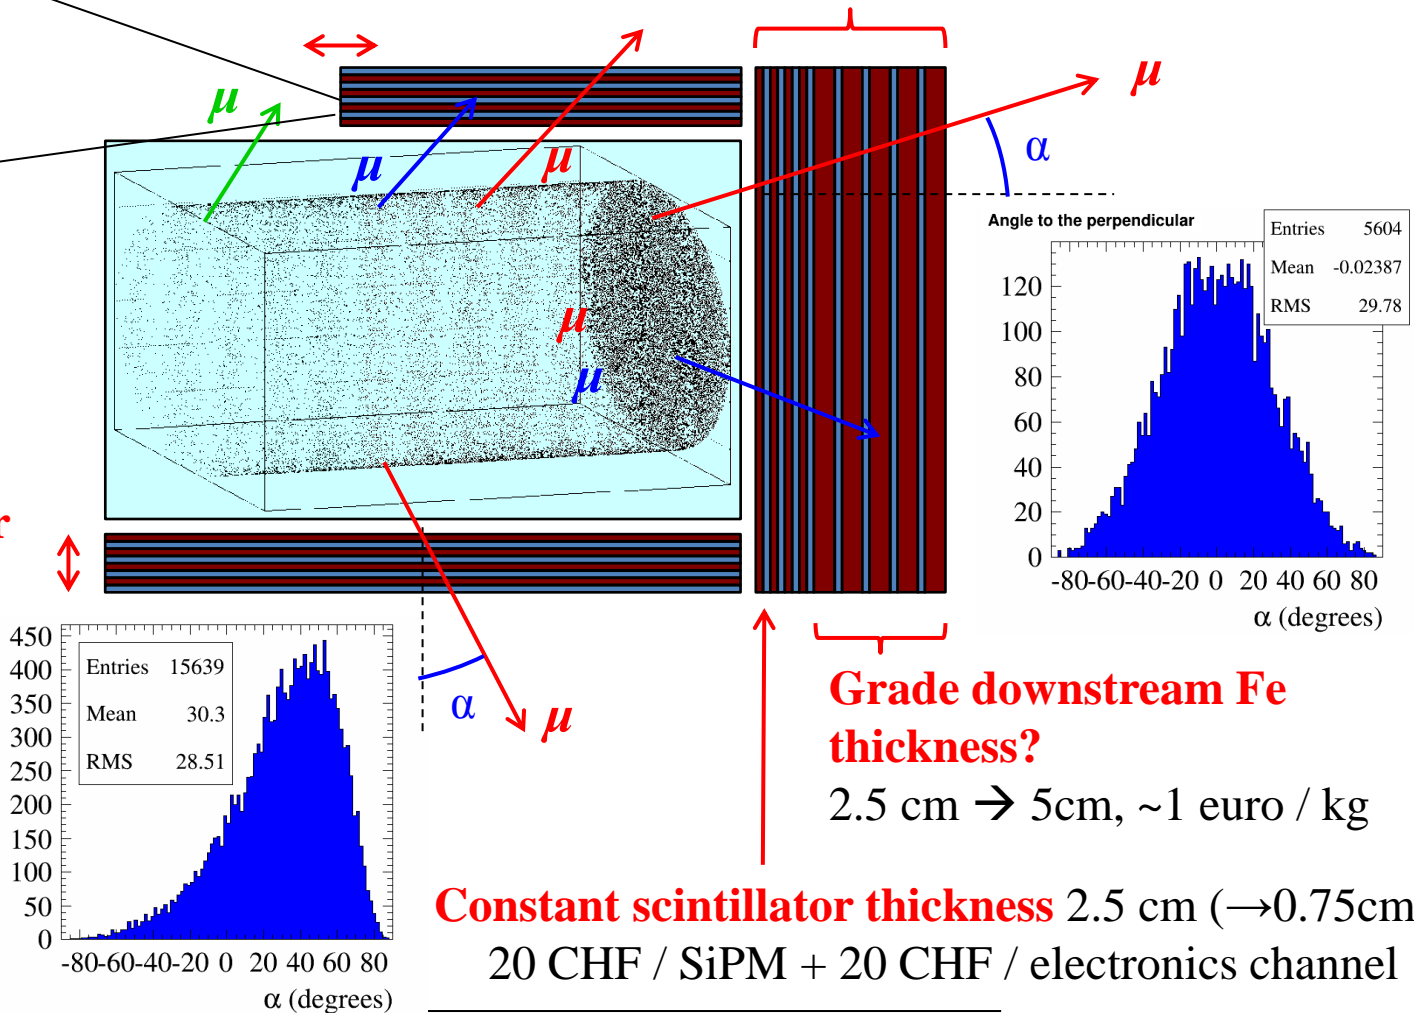 μ
μ
μ
μ
α
μ
μ
Angle to the perpendicular
Entries 5604
Mean -0.02387
RMS 29.78
120
100
80
60
40
20
0
-80-60-40-20 0 20 40 60 80
α (degrees)
r
450
400
350
300
250
200
150
100
50
0
Entries 15639
Mean 30.3
RMS 28.51
-80-60-40-20 0 20 40 60 80
α (degrees)
α
μ
Grade downstream Fe
thickness?
2.5 cm → 5cm, ~1 euro / kg
Constant scintillator thickness 2.5 cm (→0.75cm
20 CHF / SiPM + 20 CHF / electronics channel